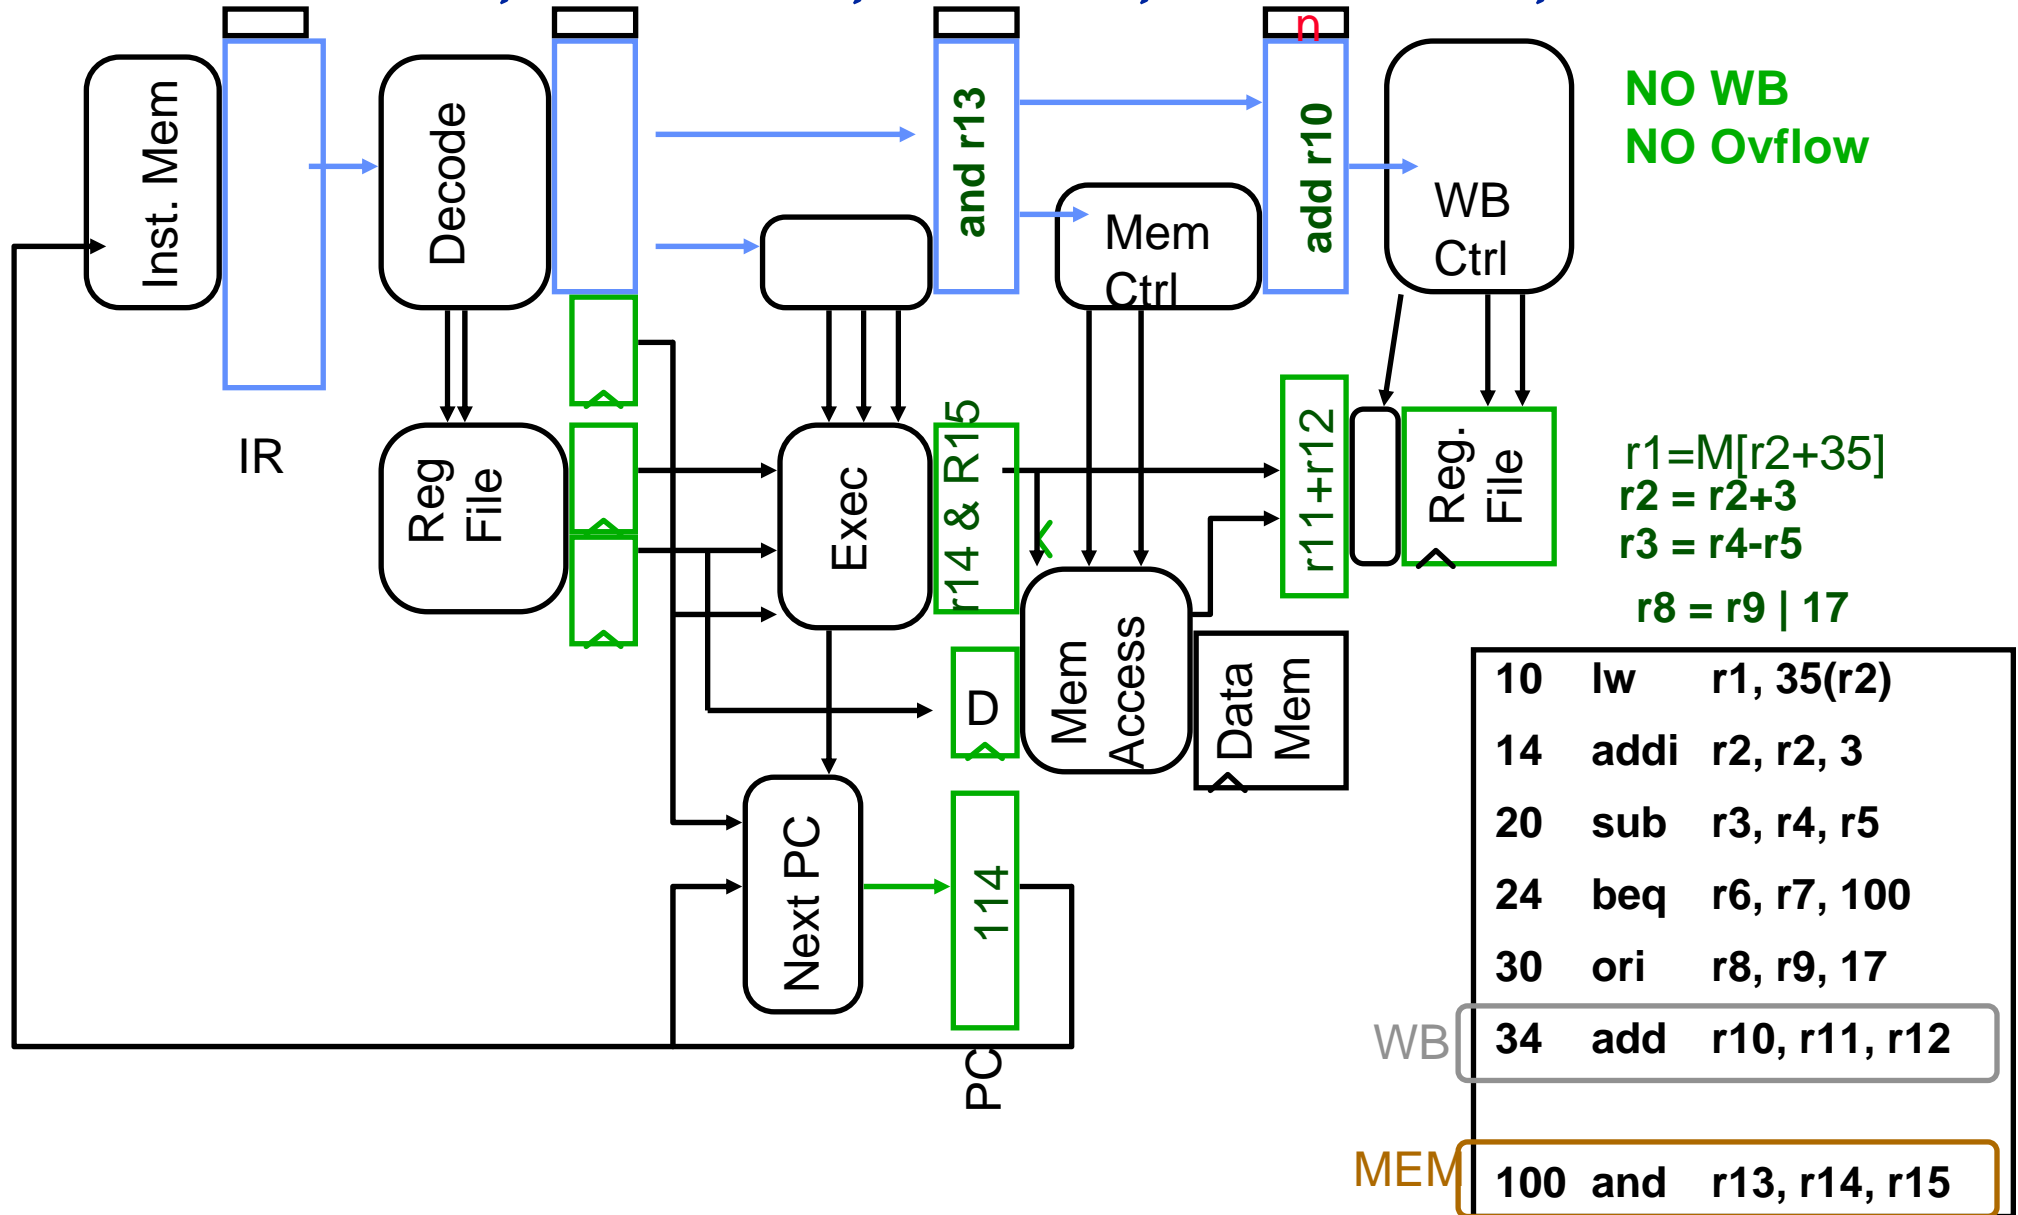 n
Inst. Mem
Decode
and r13
Mem
Ctrl
add r10
WB
Ctrl
NO WB
NO Ovflow
IR
Reg
File
Exec
r14 & R15
r11+r12
Reg.
File
r1=M[r2+35]
r2 = r2+3
r3 = r4-r5
r8 = r9 | 17
D
Mem
Access
Data
Mem
Next PC
114
PC
10 lw r1, 35(r2)
14 addi r2, r2, 3
20 sub r3, r4, r5
24 beq r6, r7, 100
30 ori r8, r9, 17
WB
34 add r10, r11, r12
MEM
100 and r13, r14, r15